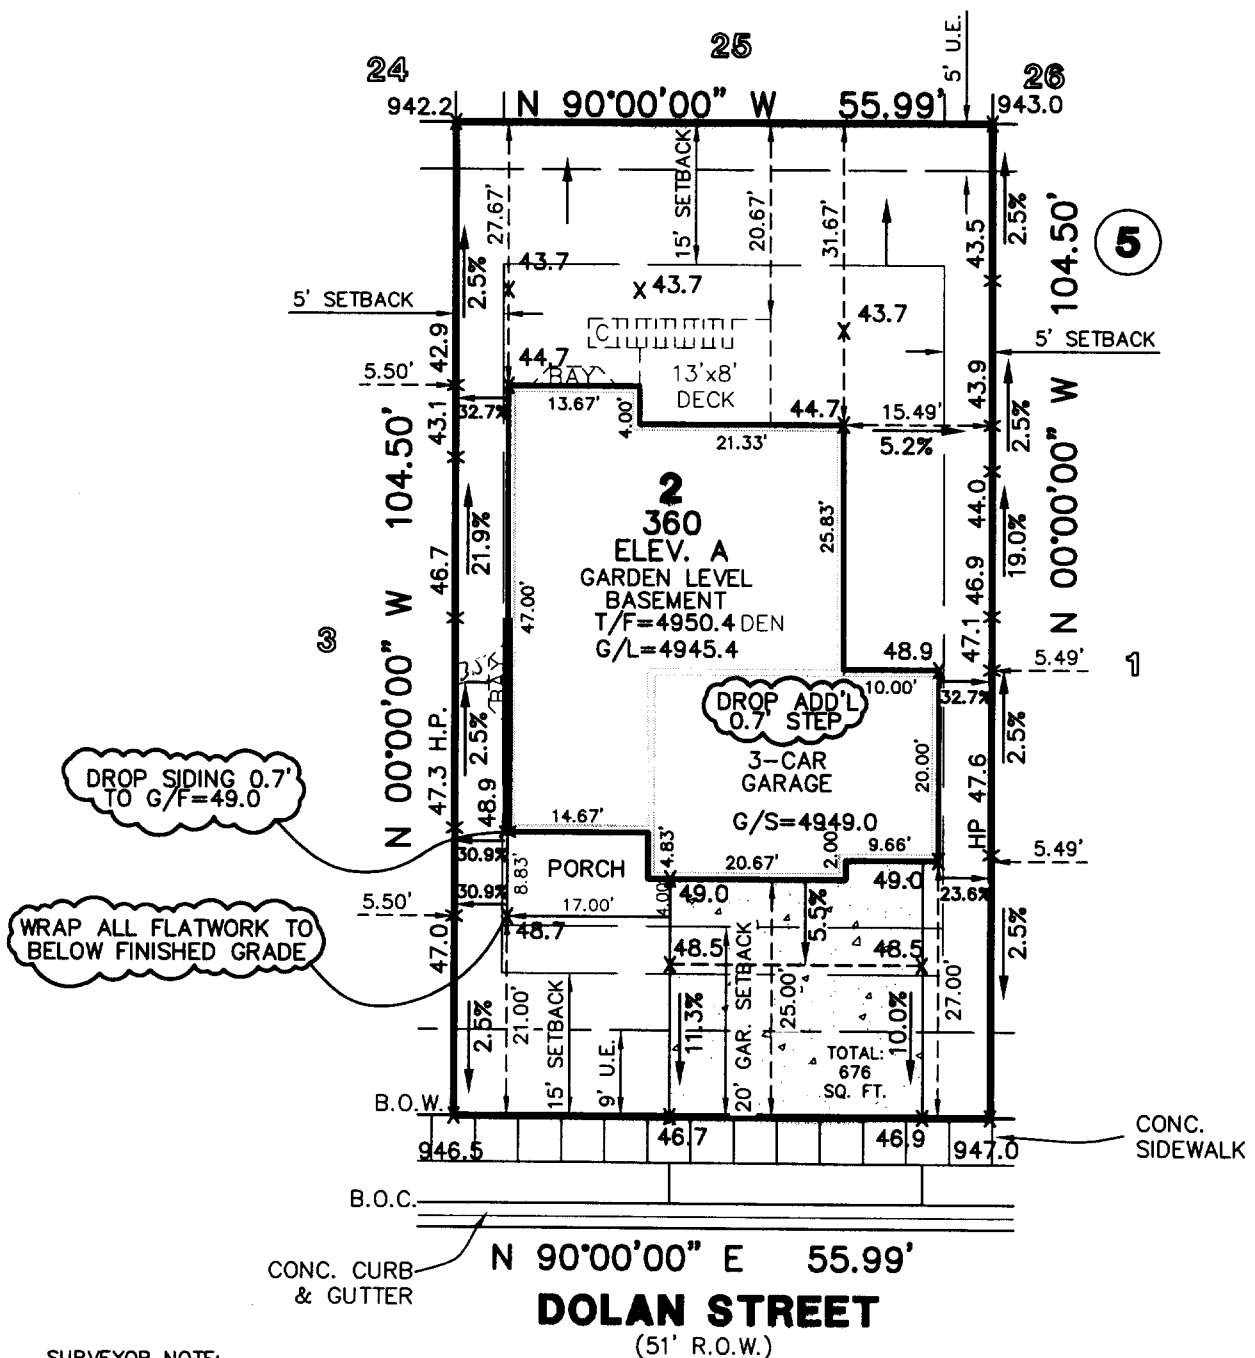 24
25
26
5' U.E.
942.2
N 90°00'00" W 55.99'
943.0
27.67'
15' SETBACK
20.67'
31.67'
2.5%
2.5%
43.5
N 00°00'00" W 104.50'
5
43.7
43.7
43.7
5' SETBACK
5' SETBACK
42.9
C
44.7
BAY
13'x8'
DECK
44.7
43.9
5.50'
13.67'
4.00'
21.33'
15.49'
5.2%
2.5%
32.7%
43.1
N 00°00'00" W 104.50'
2
360
ELEV. A
GARDEN LEVEL
BASEMENT
T/F=4950.4 DEN
G/L=4945.4
25.83'
44.0
19.0%
46.9
46.7
21.9%
47.00'
3
1
47.1
48.9
5.49'
10.00'
32.7%
BAY
DROP ADD'L
0.7' STEP
3-CAR
GARAGE
G/S=4949.0
20.00'
2.5%
47.6
HP
47.3 H.P.
2.5%
48.9
DROP SIDING 0.7'
TO G/F=49.0
14.67'
30.9%
4.83'
2.00'
9.66'
5.49'
PORCH
8.83'
20.67'
49.0
49.0
23.6%
30.9%
4.00'
5.50'
17.00'
WRAP ALL FLATWORK TO
BELOW FINISHED GRADE
47.0
48.7
48.5
5.5%
48.5
2.5%
2.5%
21.00'
15' SETBACK
9' U.E.
11.3%
20' GAR. SETBACK
25.00'
10.0%
27.00'
TOTAL:
676
SQ. FT.
B.O.W.
946.5
46.7
46.9
947.0
CONC.
SIDEWALK
B.O.C.
CONC. CURB
& GUTTER
N 90°00'00" E 55.99'
DOLAN STREET
(51' R.O.W.)
SURVEYOR NOTE: